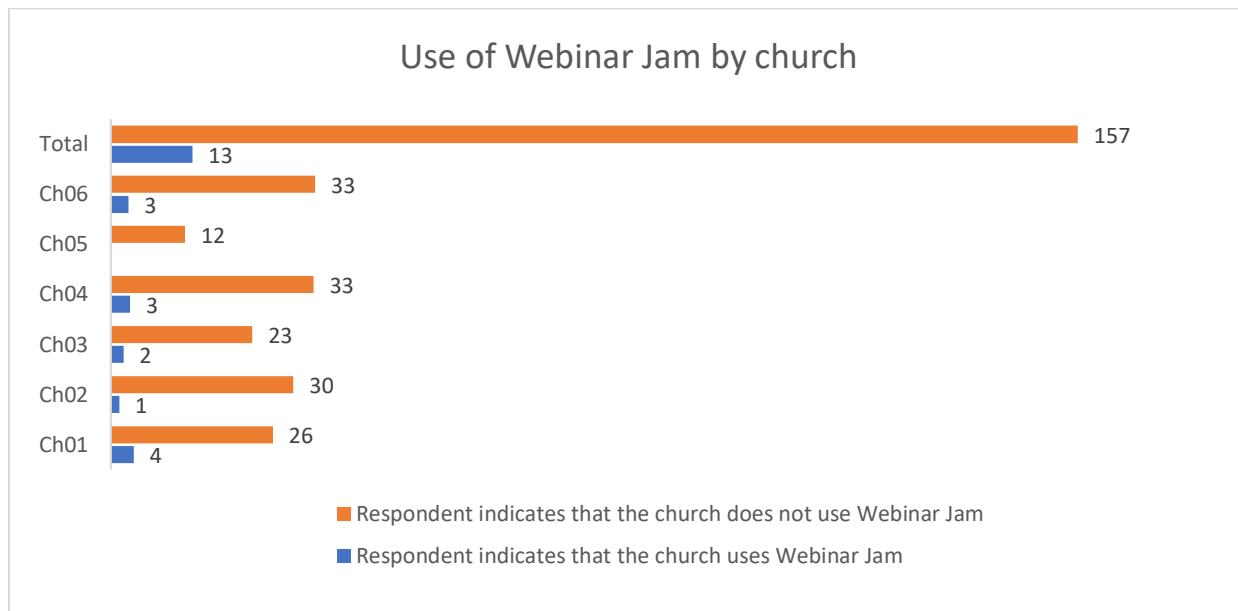 Use of Webinar Jam by church
Total
157
13
Ch06
33
3
Ch05
12
Ch04
33
3
Ch03
23
2
Ch02
30
1
Ch01
26
4
Respondent indicates that the church does not use Webinar Jam
Respondent indicates that the church uses Webinar Jam